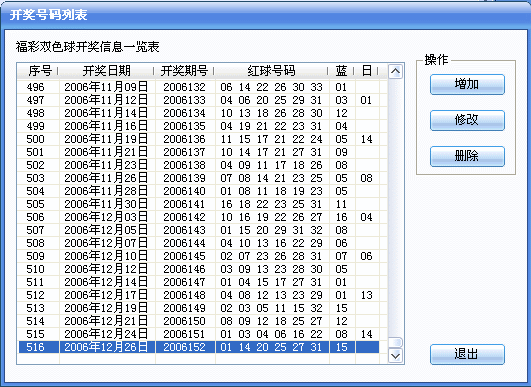 开奖号码列表
福彩双色球开奖信息一览表
序号 开奖日期 开奖期号 红球号码 蓝 日
496 2006年11月09日 2006132 06 14 22 26 30 33 01
497 2006年11月12日 2006133 04 06 20 25 29 31 03 01
498 2006年11月14日 2006134 10 13 18 26 28 30 12
499 2006年11月16日 2006135 04 19 21 22 23 31 04
500 2006年11月19日 2006136 11 15 17 21 22 24 05 14
501 2006年11月21日 2006137 10 14 17 21 27 31 09
502 2006年11月23日 2006138 04 09 11 17 18 26 08
503 2006年11月26日 2006139 07 08 14 21 23 25 05 08
504 2006年11月28日 2006140 01 08 11 18 19 23 05
505 2006年11月30日 2006141 16 18 22 23 25 31 11
506 2006年12月03日 2006142 10 16 19 22 26 27 16 04
507 2006年12月05日 2006143 01 15 20 29 31 32 08
508 2006年12月07日 2006144 04 10 13 16 22 29 06
509 2006年12月10日 2006145 02 07 23 26 28 31 07 06
510 2006年12月12日 2006146 03 09 13 23 28 30 05
511 2006年12月14日 2006147 01 04 15 17 27 31 01
512 2006年12月17日 2006148 04 08 12 13 23 29 01 13
513 2006年12月19日 2006149 02 03 05 11 15 32 15
514 2006年12月21日 2006150 08 09 12 18 25 27 12
515 2006年12月24日 2006151 01 03 04 06 16 22 08 14
516 2006年12月26日 2006152 01 14 20 25 27 31 15
操作
增加
修改
删除
退出